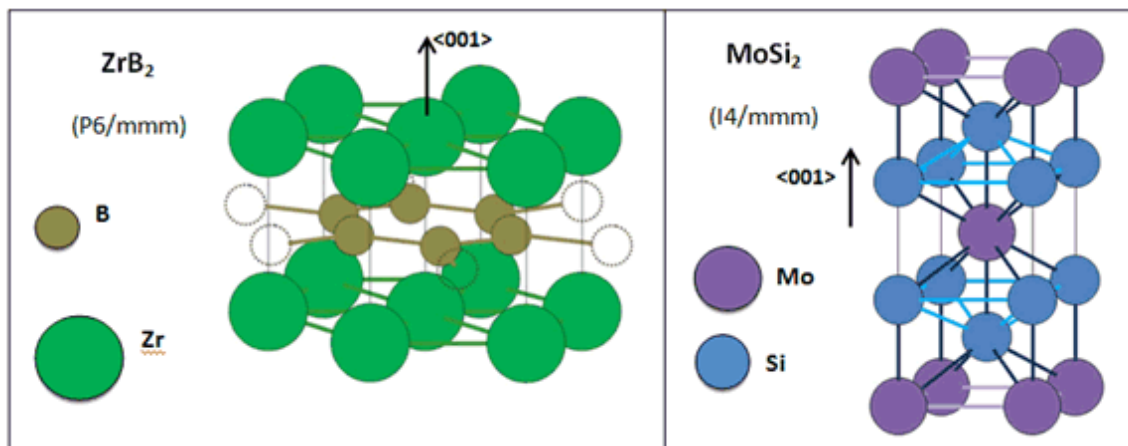 ZrB₂
(P6/mmm)
<001>
B
Zr
MoSi₂
(I4/mmm)
<001>
Mo
Si